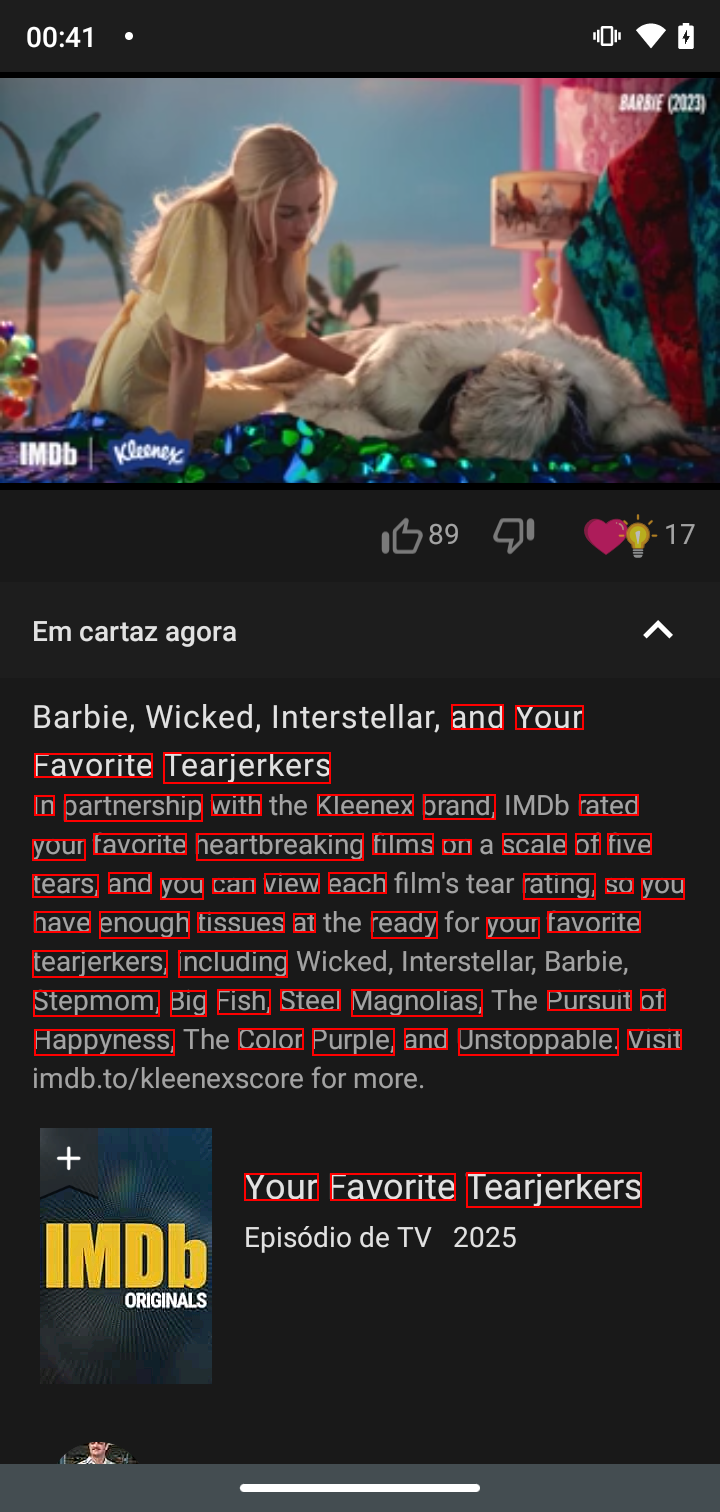 00:41
BARBIE (2023)
IMDb | Kleenex
89 17
Em cartaz agora
Barbie, Wicked, Interstellar, and Your
Favorite Tearjerkers
In partnership with the Kleenex brand, IMDb rated
your favorite heartbreaking films on a scale of five
tears, and you can view each film's tear rating, so you
have enough tissues at the ready for your favorite
tearjerkers, including Wicked, Interstellar, Barbie,
Stepmom, Big Fish, Steel Magnolias, The Pursuit of
Happyness, The Color Purple, and Unstoppable. Visit
imdb.to/kleenexscore for more.
IMDb
ORIGINALS
Your Favorite Tearjerkers
Episódio de TV 2025